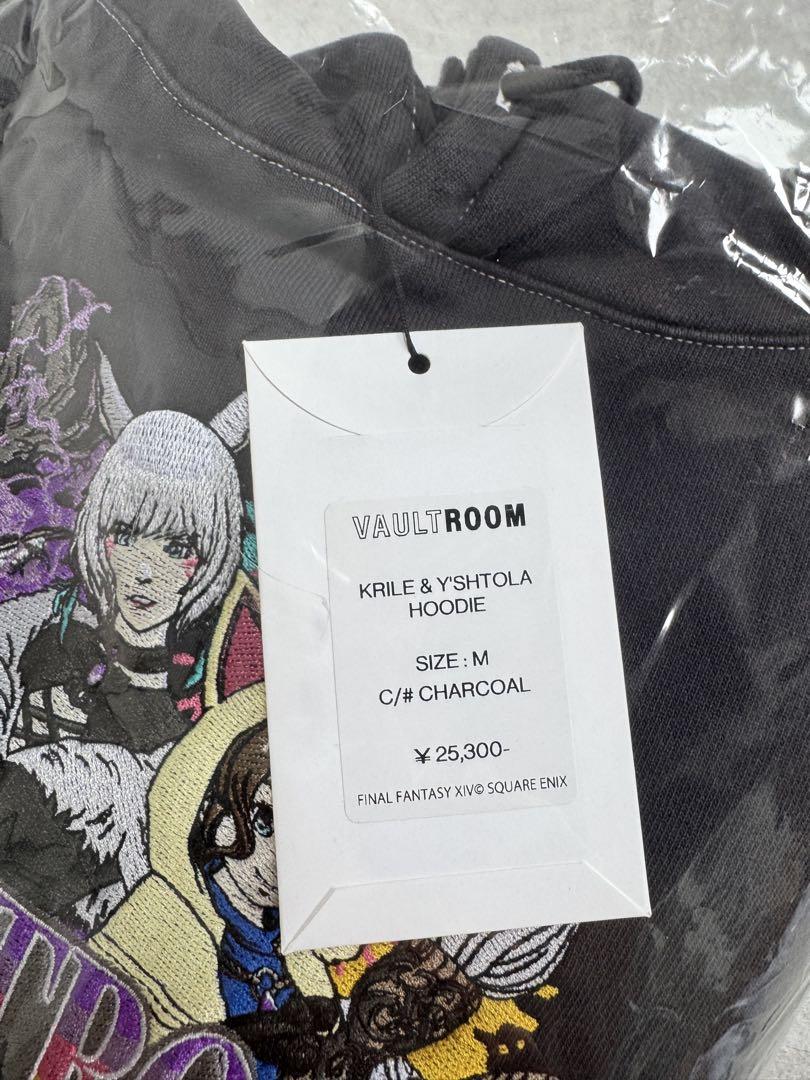 VAULTROOM
KRILE & Y'SHTOLA
HOODIE
SIZE : M
C/# CHARCOAL
¥ 25,300-
FINAL FANTASY XIV© SQUARE ENIX